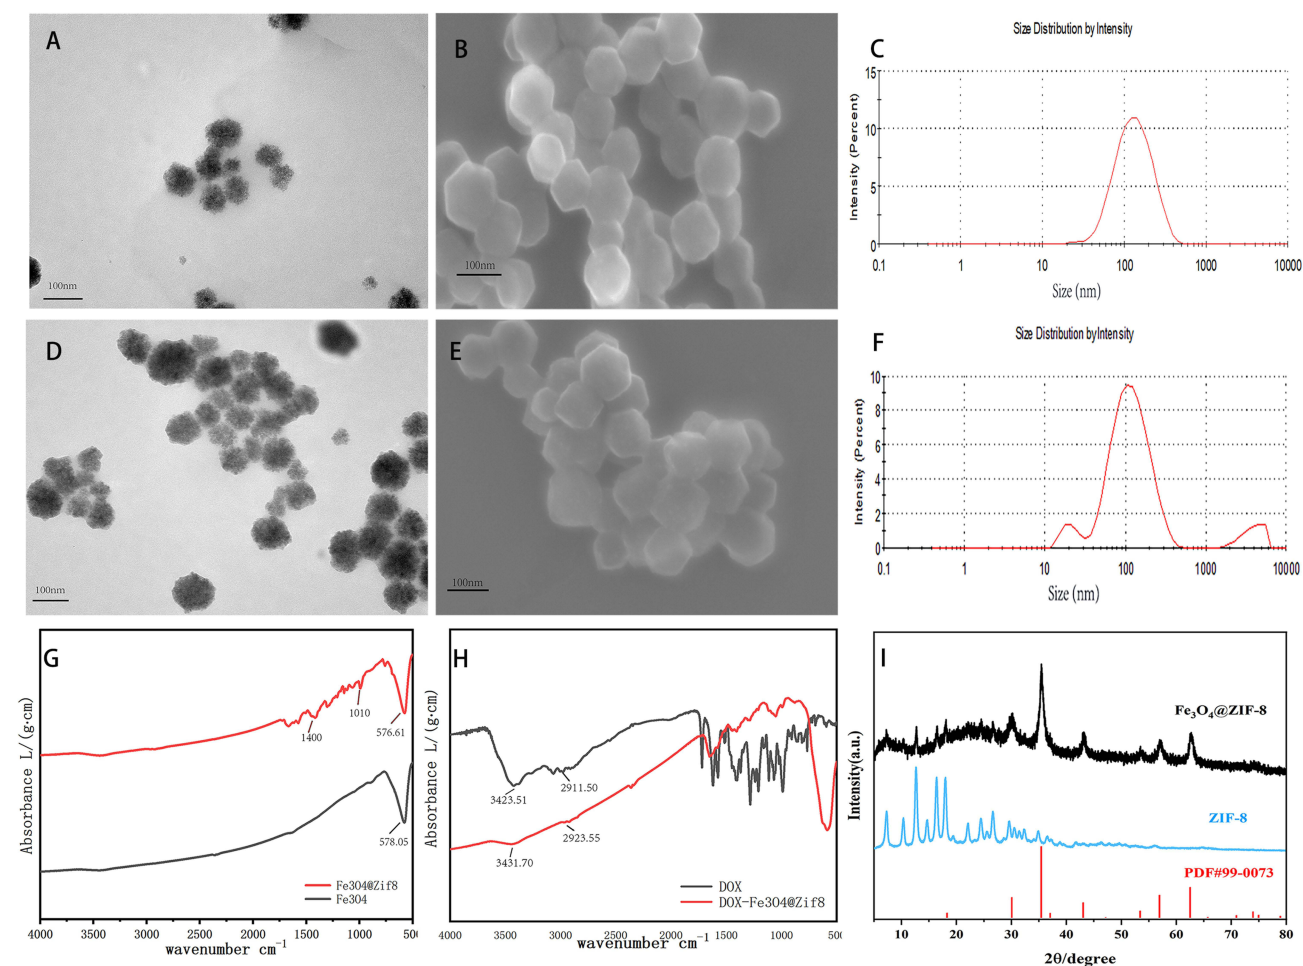 A
100nm
B
100nm
C
Size Distribution by Intensity
Intensity (Percent)
15
10
5
0
0.1
1
10
100
1000
10000
Size (nm)
D
100nm
E
100nm
F
Size Distribution by Intensity
Intensity (Percent)
10
8
6
4
2
0
0.1
1
10
100
1000
10000
Size (nm)
G
Absorbance L/(g·cm)
1400
1010
576.61
578.05
Fe3O4@Zif8
Fe3O4
4000
3500
3000
2500
2000
1500
1000
50
wavenumber cm⁻¹
H
Absorbance L/(g·cm)
3423.51
2911.50
2923.55
3431.70
DOX
DOX-Fe3O4@Zif8
4000
3500
3000
2500
2000
1500
1000
50
wavenumber cm⁻¹
I
Intensity(a.u.)
Fe₃O₄@ZIF-8
ZIF-8
PDF#99-0073
10
20
30
40
50
60
70
80
2θ/degree